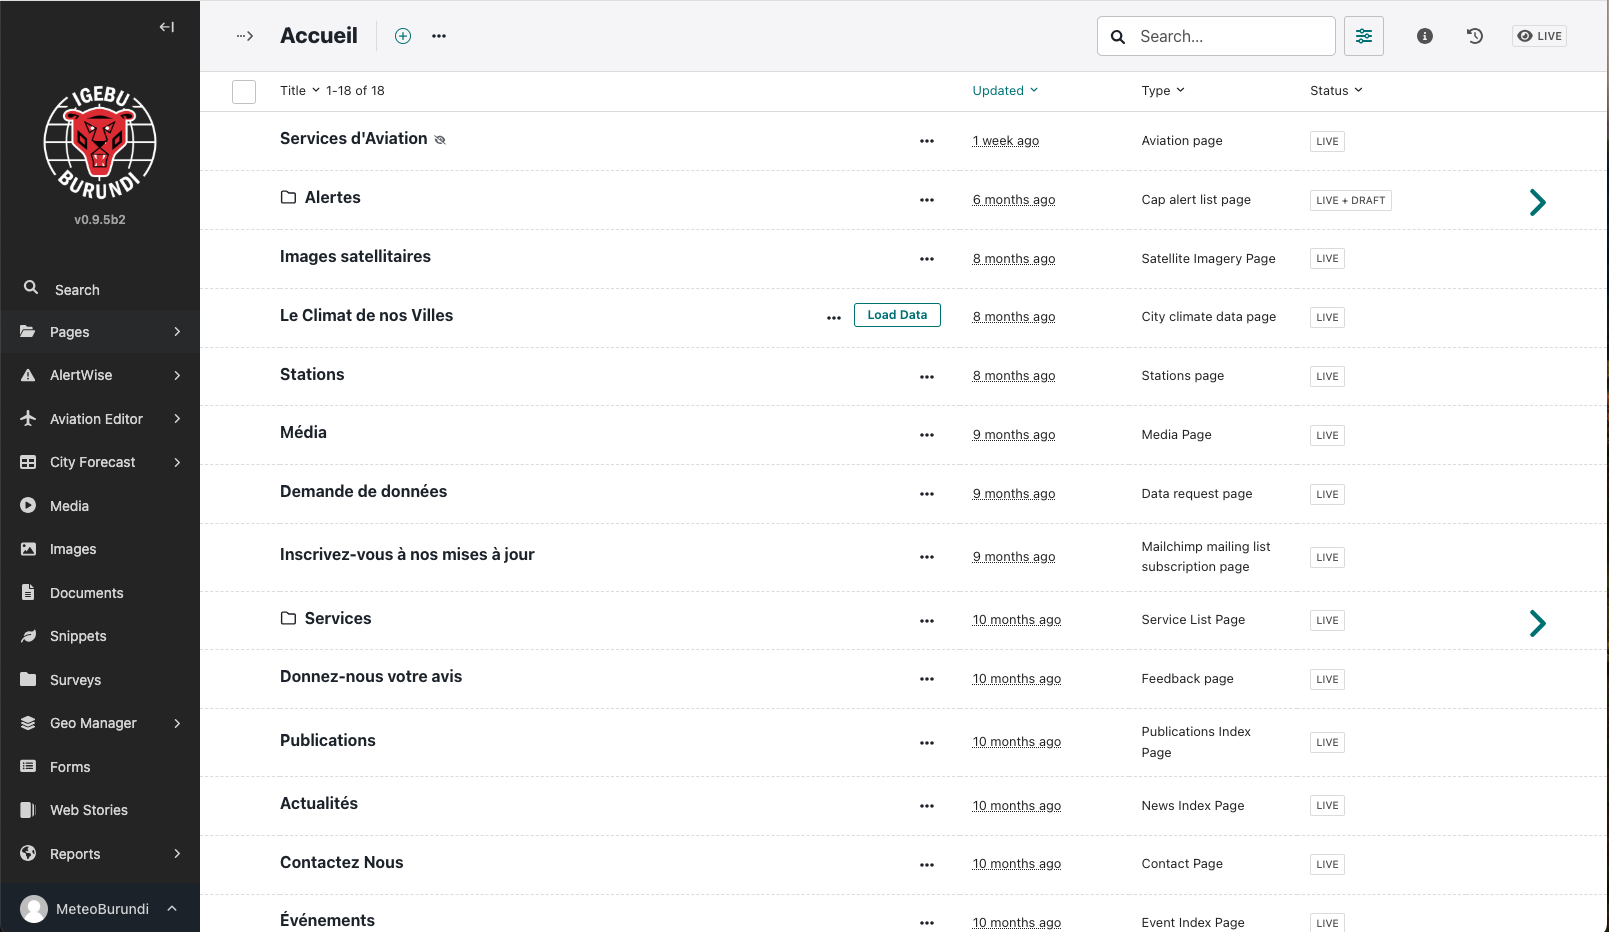 IGEBU
BURUNDI
v0.9.5b2
Search
Pages
AlertWise
Aviation Editor
City Forecast
Media
Images
Documents
Snippets
Surveys
Geo Manager
Forms
Web Stories
Reports
MeteoBurundi
Accueil
Search...
LIVE
Title 1-18 of 18 Updated Type Status
Services d'Aviation 1 week ago Aviation page LIVE
Alertes 6 months ago Cap alert list page LIVE + DRAFT
Images satellitaires 8 months ago Satellite Imagery Page LIVE
Le Climat de nos Villes Load Data 8 months ago City climate data page LIVE
Stations 8 months ago Stations page LIVE
Média 9 months ago Media Page LIVE
Demande de données 9 months ago Data request page LIVE
Inscrivez-vous à nos mises à jour 9 months ago Mailchimp mailing list LIVE
subscription page
Services 10 months ago Service List Page LIVE
Donnez-nous votre avis 10 months ago Feedback page LIVE
Publications 10 months ago Publications Index LIVE
Page
Actualités 10 months ago News Index Page LIVE
Contactez Nous 10 months ago Contact Page LIVE
Événements 10 months ago Event Index Page LIVE